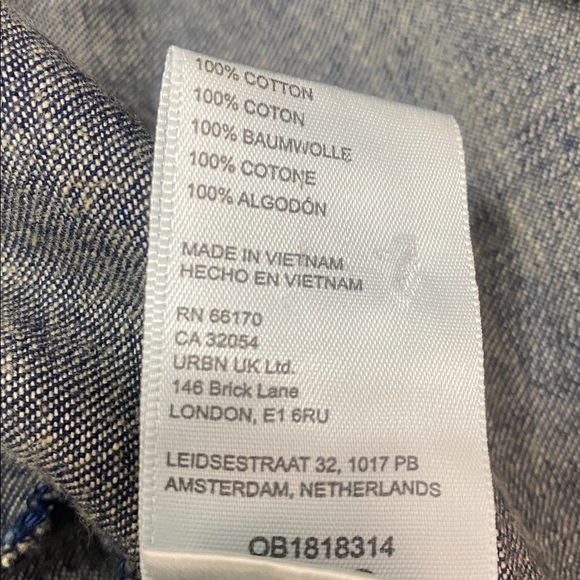 100% COTTON
100% COTON
100% BAUMWOLLE
100% COTONE
100% ALGODÓN
MADE IN VIETNAM
HECHO EN VIETNAM
RN 66170
CA 32054
URBN UK Ltd.
146 Brick Lane
LONDON, E1 6RU
LEIDSESTRAAT 32, 1017 PB
AMSTERDAM, NETHERLANDS
OB1818314